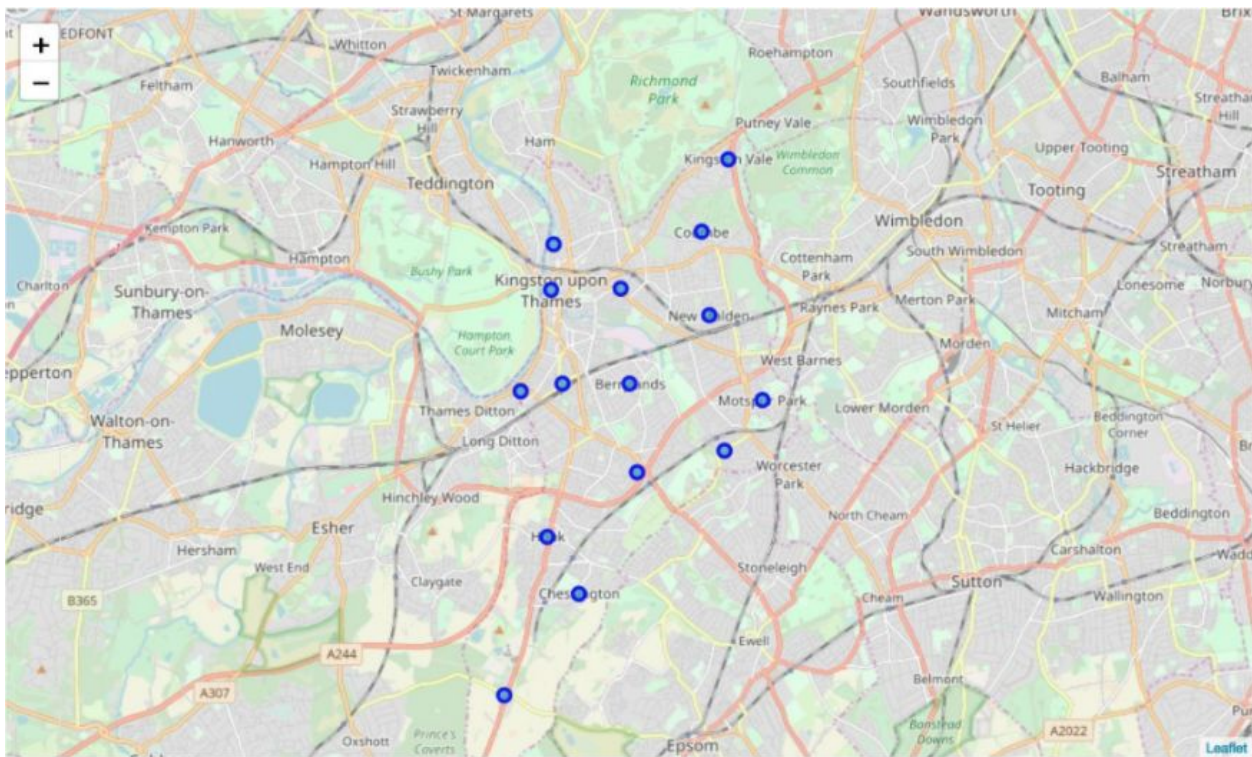 St Margarets
Wandsworth
EDFONT
+
Whitton
Roehampton
−
Feltham
Twickenham
Southfields
Balham
Richmond
Park
Strawberry
Hill
Putney Vale
Wimbledon
Park
Streatham
Hill
Hanworth
Ham
Upper Tooting
Hampton Hill
Wimbledon
Common
Streatham
Teddington
Tooting
Kempton Park
Wimbledon
Hampton
South Wimbledon
Streatham
Bushy Park
Cottenham
Park
Kingston upon
Thames
Charlton
Sunbury-on-
Thames
Lonesome
Norbury
Raynes Park
Merton Park
Mitcham
Molesey
Hampton
Court Park
Morden
West Barnes
epperton
Thames Ditton
Lower Morden
Walton-on-
Thames
Beddington
Corner
St Helier
Long Ditton
Worcester
Park
Hackbridge
Hinchley Wood
ridge
North Cheam
Beddington
Esher
Hersham
Carshalton
West End
Stoneleigh
Claygate
Sutton
B365
Cheam
Wallington
Ewell
A244
Belmont
A307
Banstead
Downs
A2022
Prince's
Coverts
Oxshott
Epsom
Leaflet